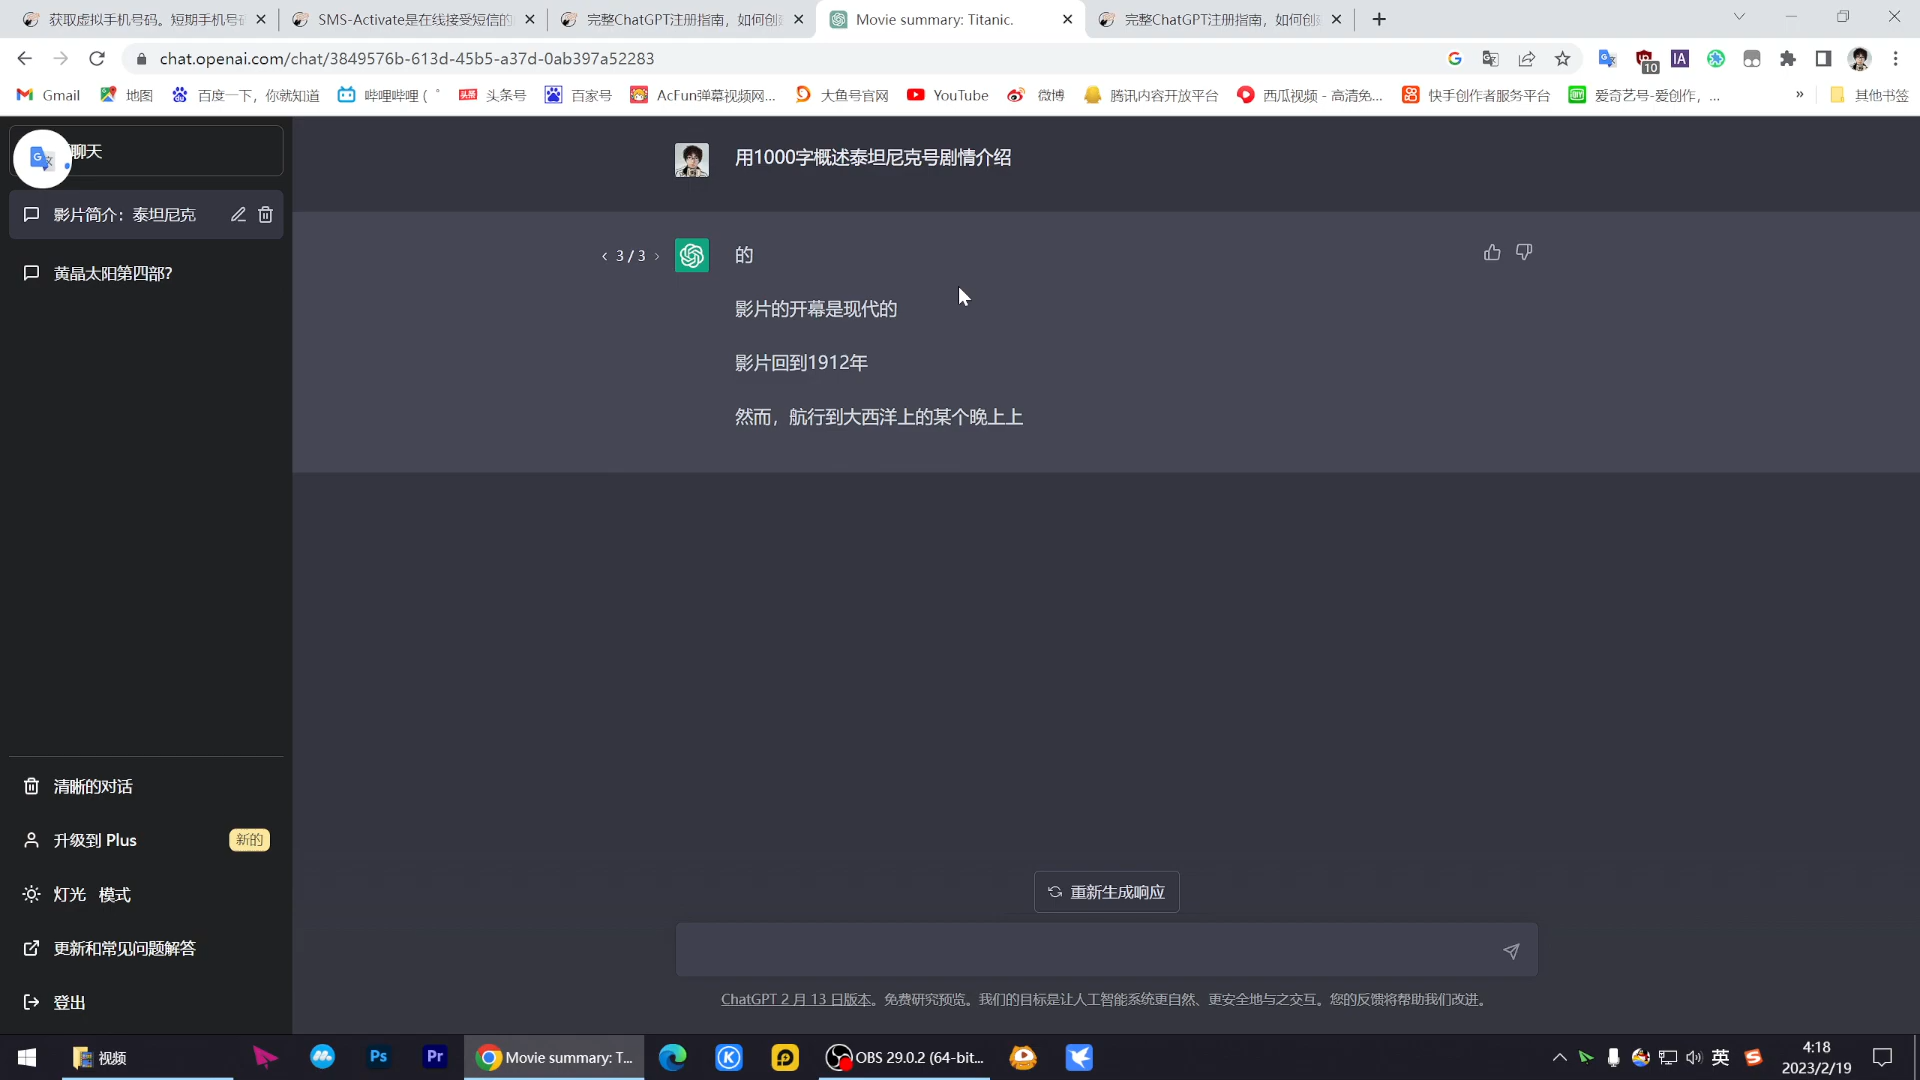 获取虚拟手机号码。短期手机号
SMS-Activate是在线接受短信的
完整ChatGPT注册指南，如何创
Movie summary: Titanic.
完整ChatGPT注册指南，如何创
chat.openai.com/chat/3849576b-613d-45b5-a37d-0ab397a52283
10
IA
Gmail
地图
百度一下，你就知道
哔哩哔哩 ( ゜
头条号
百家号
AcFun弹幕视频网...
大鱼号官网
YouTube
微博
腾讯内容开放平台
西瓜视频 - 高清免...
快手创作者服务平台
爱奇艺号-爱创作，...
»
其他书签
聊天
用1000字概述泰坦尼克号剧情介绍
影片简介：泰坦尼克
黄晶太阳第四部?
‹ 3 / 3 ›
的
影片的开幕是现代的
影片回到1912年
然而，航行到大西洋上的某个晚上上
清晰的对话
升级到 Plus
新的
灯光 模式
更新和常见问题解答
登出
重新生成响应
ChatGPT 2 月 13 日版本。免费研究预览。我们的目标是让人工智能系统更自然、更安全地与之交互。您的反馈将帮助我们改进。
视频
Ps
Pr
Movie summary: T...
OBS 29.0.2 (64-bit...
英
4:18
2023/2/19